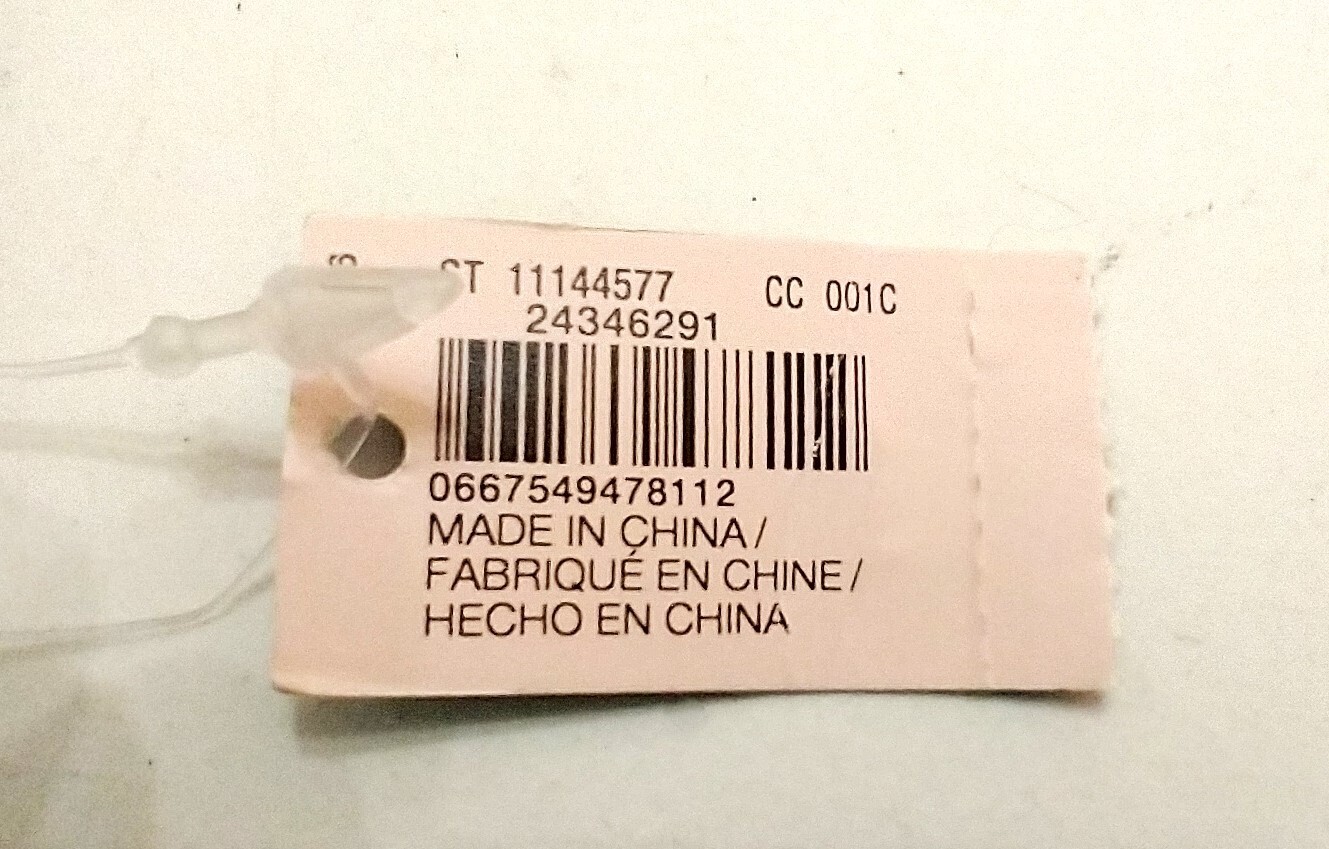 ST 11144577 CC 001C
24346291
0667549478112
MADE IN CHINA /
FABRIQUÉ EN CHINE /
HECHO EN CHINA